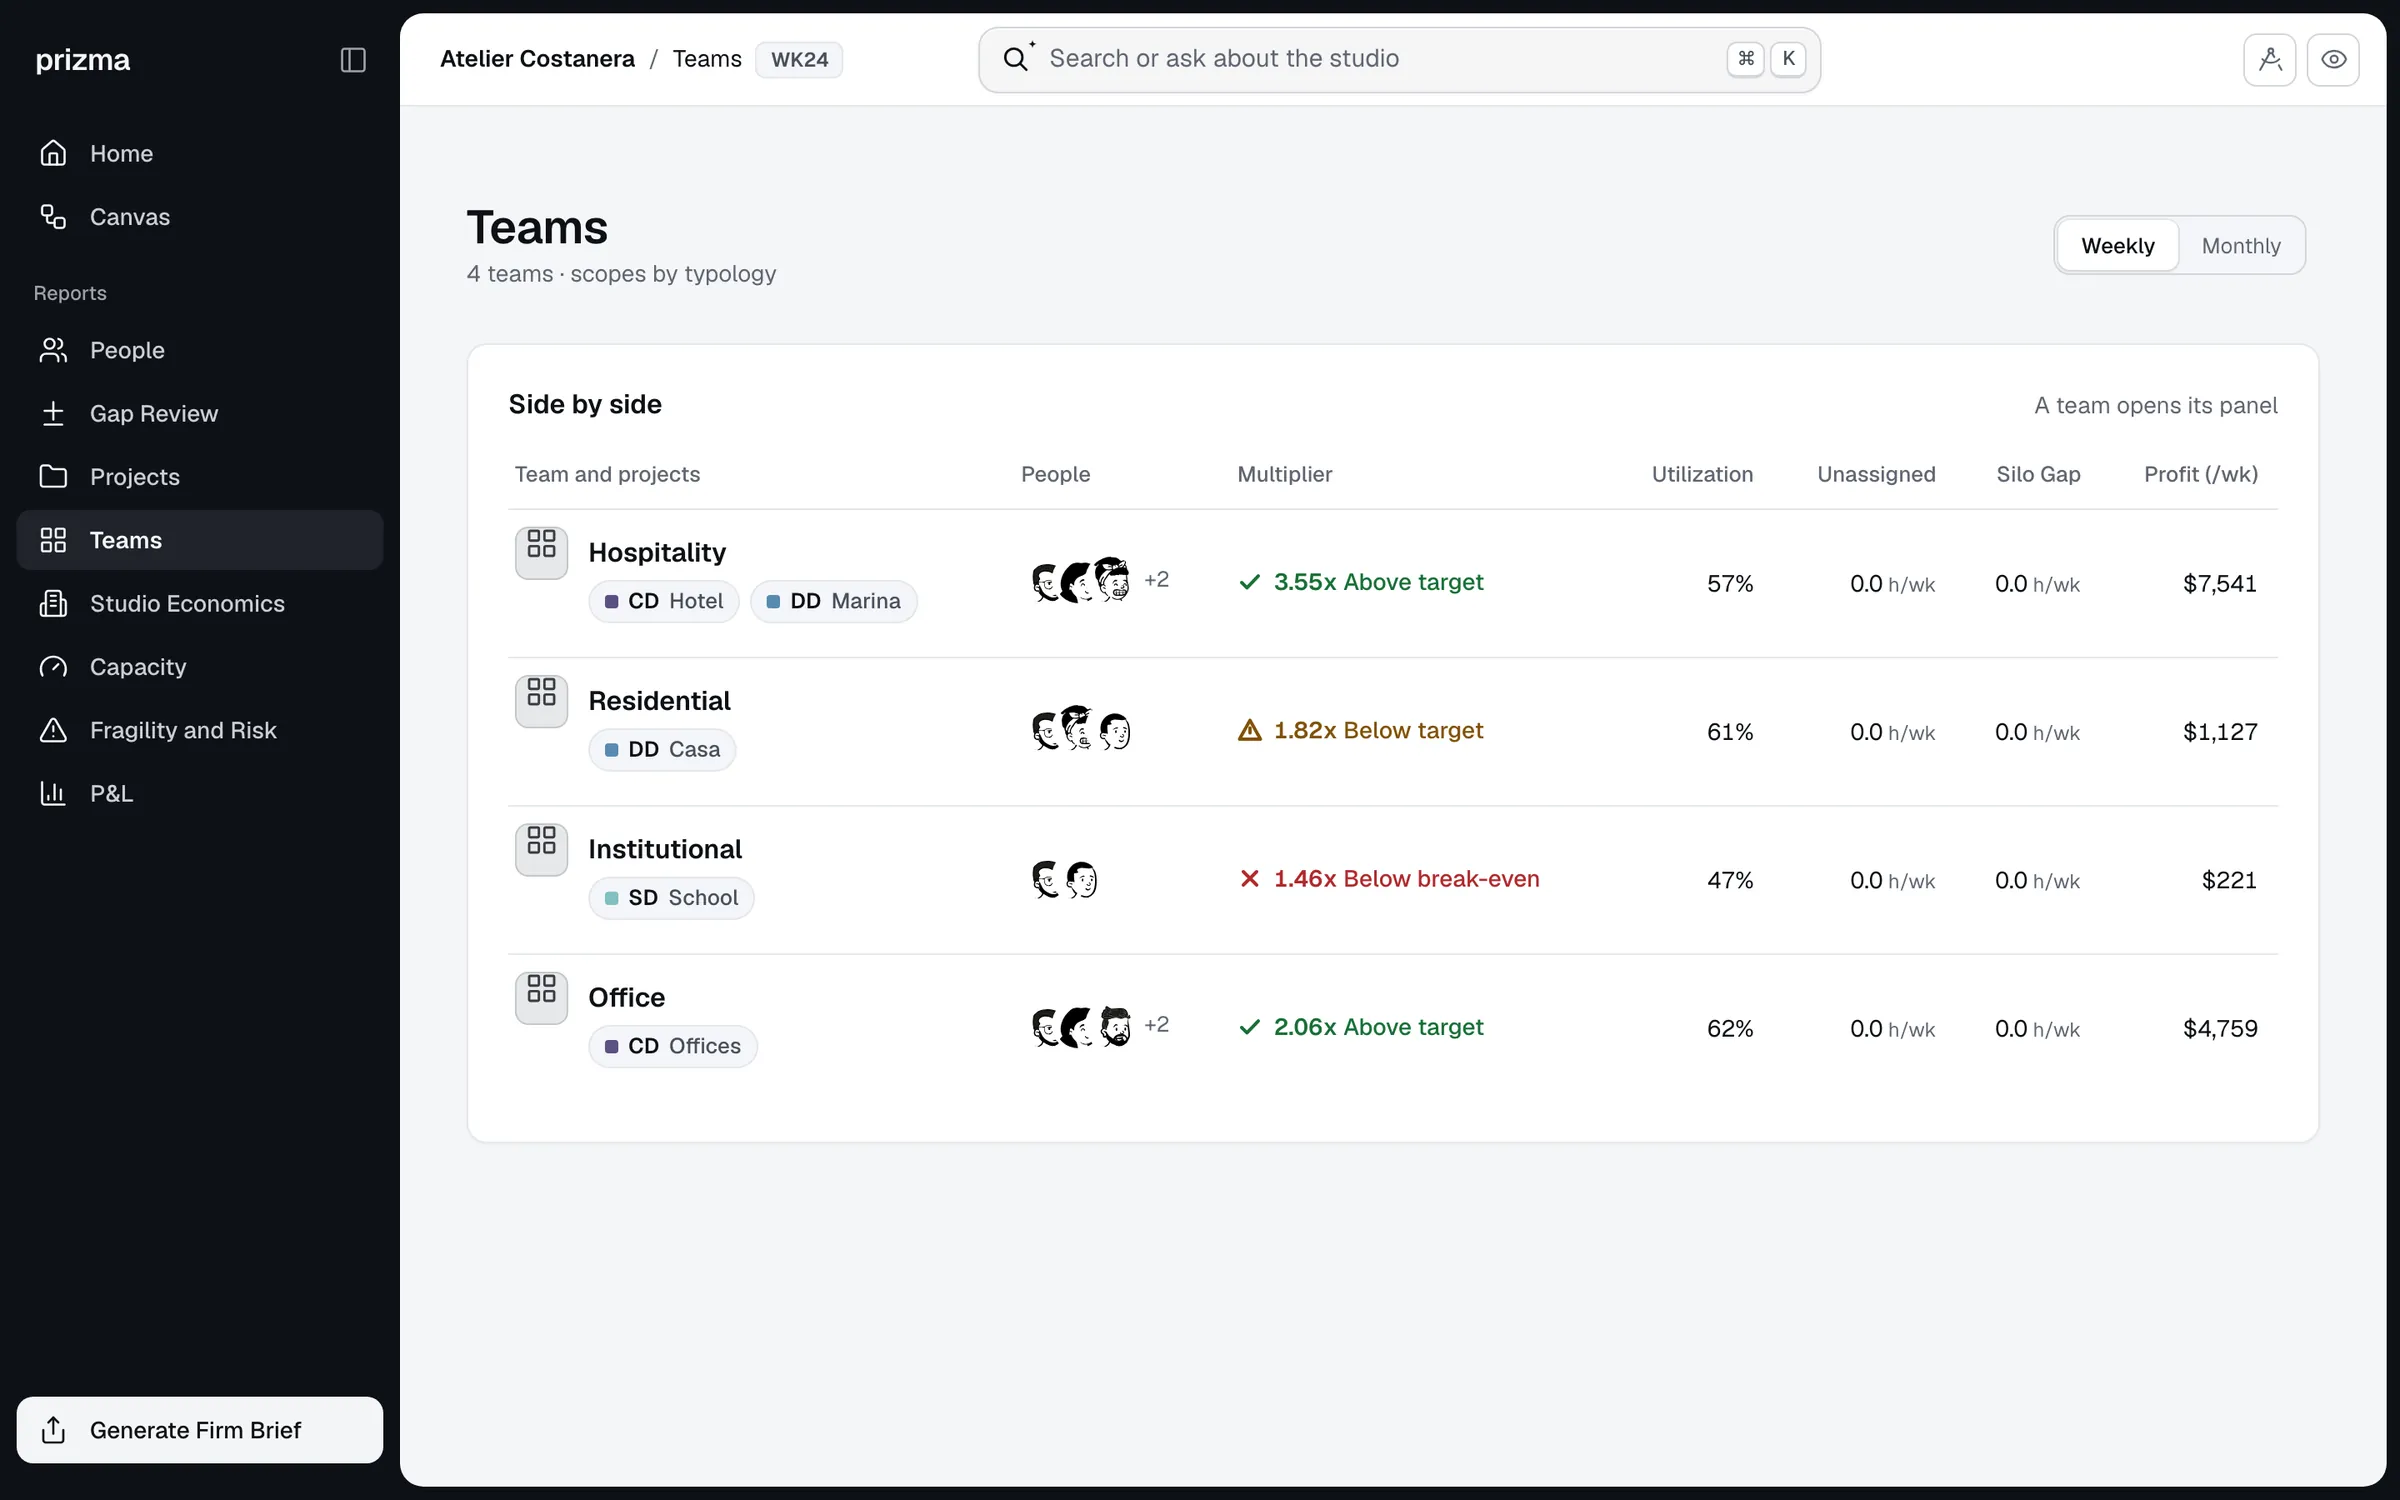 prizma
Home
Canvas
Reports
People
Gap Review
Projects
Teams
Studio Economics
Capacity
Fragility and Risk
P&L
Generate Firm Brief
Atelier Costanera / Teams WK24
Search or ask about the studio ⌘ K
Teams
4 teams · scopes by typology
Weekly Monthly
Side by side
A team opens its panel
Team and projects People Multiplier Utilization Unassigned Silo Gap Profit (/wk)
Hospitality
CD Hotel DD Marina
+2 3.55x Above target 57% 0.0 h/wk 0.0 h/wk $7,541
Residential
DD Casa
1.82x Below target 61% 0.0 h/wk 0.0 h/wk $1,127
Institutional
SD School
1.46x Below break-even 47% 0.0 h/wk 0.0 h/wk $221
Office
CD Offices
+2 2.06x Above target 62% 0.0 h/wk 0.0 h/wk $4,759